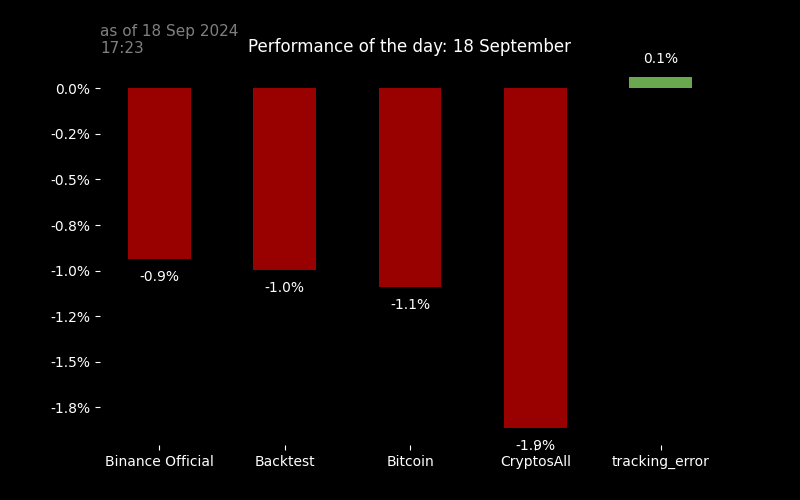 as of 18 Sep 2024
17:23
Performance of the day: 18 September
0.1%
0.0%
-0.2%
-0.5%
-0.8%
-1.0%
-1.2%
-1.5%
-1.8%
-0.9%
-1.0%
-1.1%
-1.9%
Binance Official
Backtest
Bitcoin
CryptosAll
tracking_error